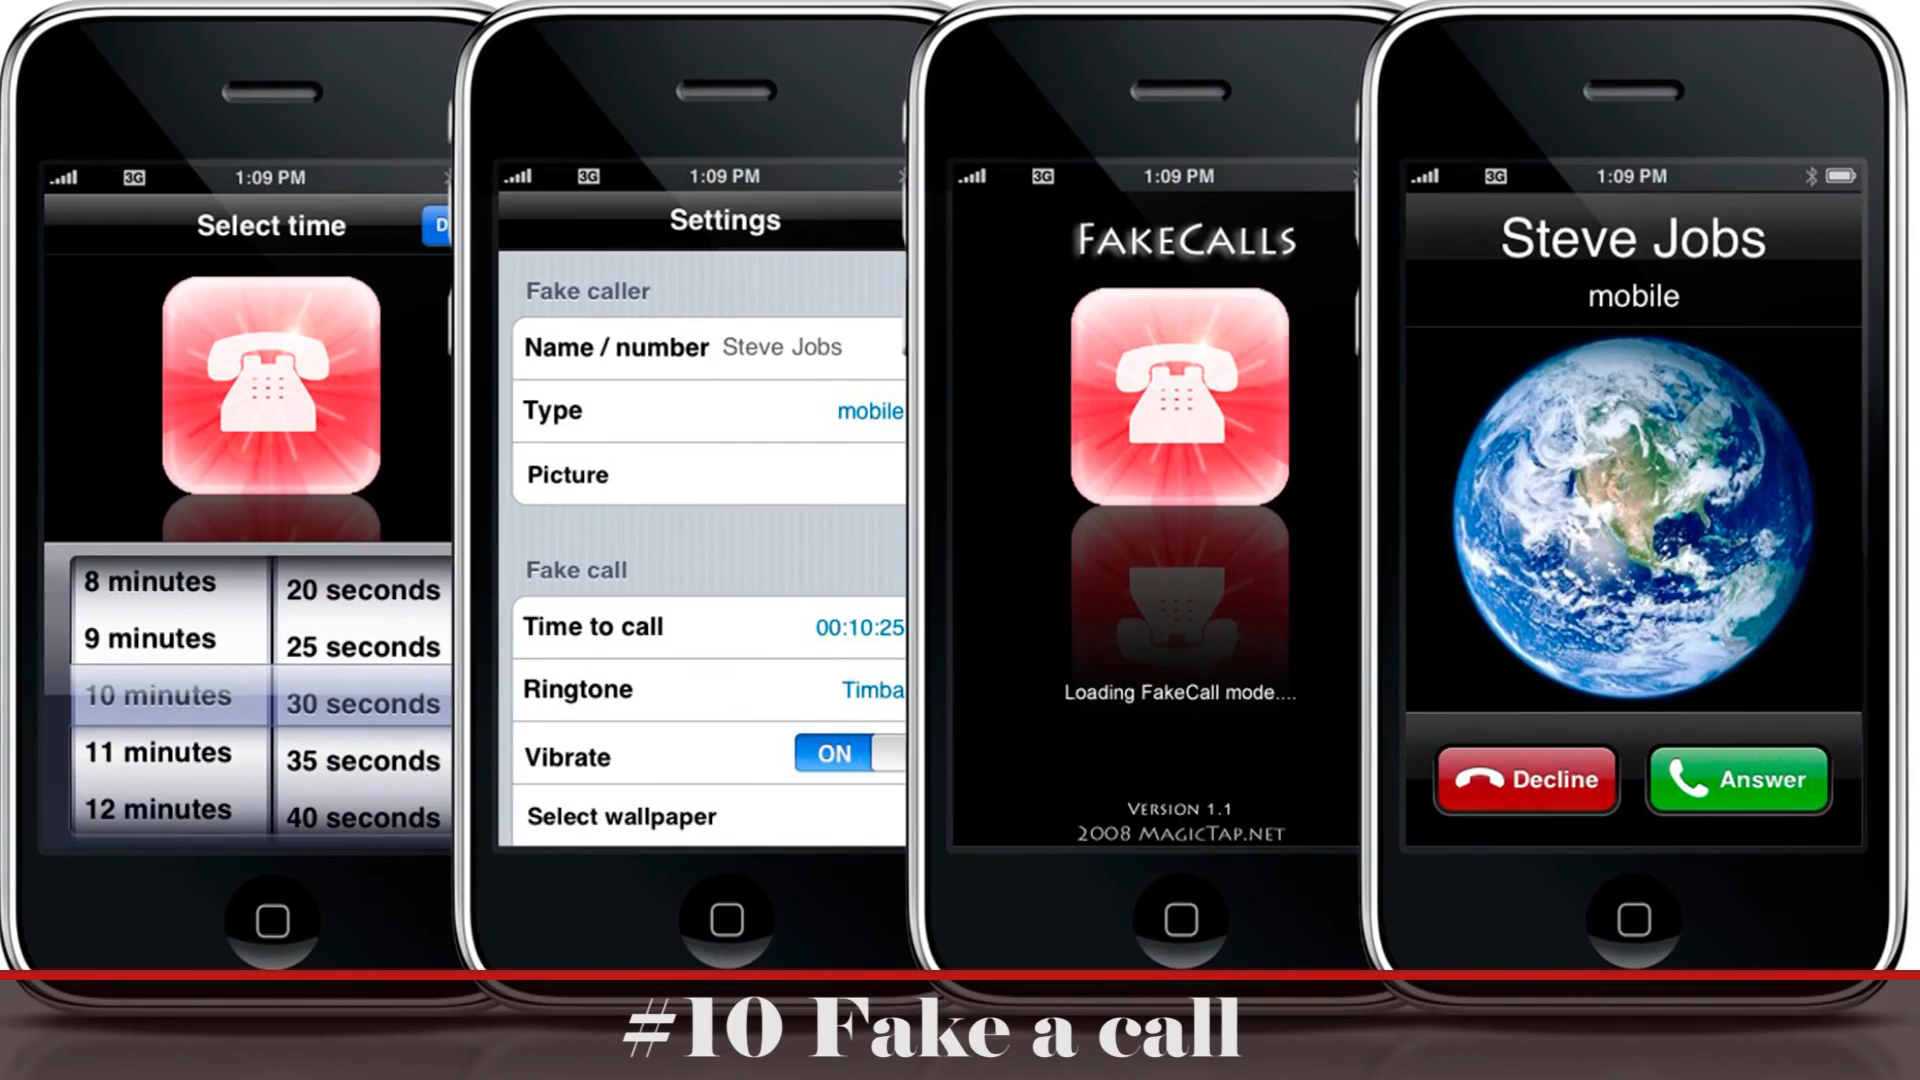 3G 1:09 PM
Select time
D
8 minutes 20 seconds
9 minutes 25 seconds
10 minutes 30 seconds
11 minutes 35 seconds
12 minutes 40 seconds
3G 1:09 PM
Settings
Fake caller
Name / number Steve Jobs
Type mobile
Picture
Fake call
Time to call 00:10:25
Ringtone Timba
Vibrate ON
Select wallpaper
3G 1:09 PM
FAKECALLS
Loading FakeCall mode....
VERSION 1.1
2008 MAGICTAP.NET
3G 1:09 PM
Steve Jobs
mobile
Decline Answer
#10 Fake a call